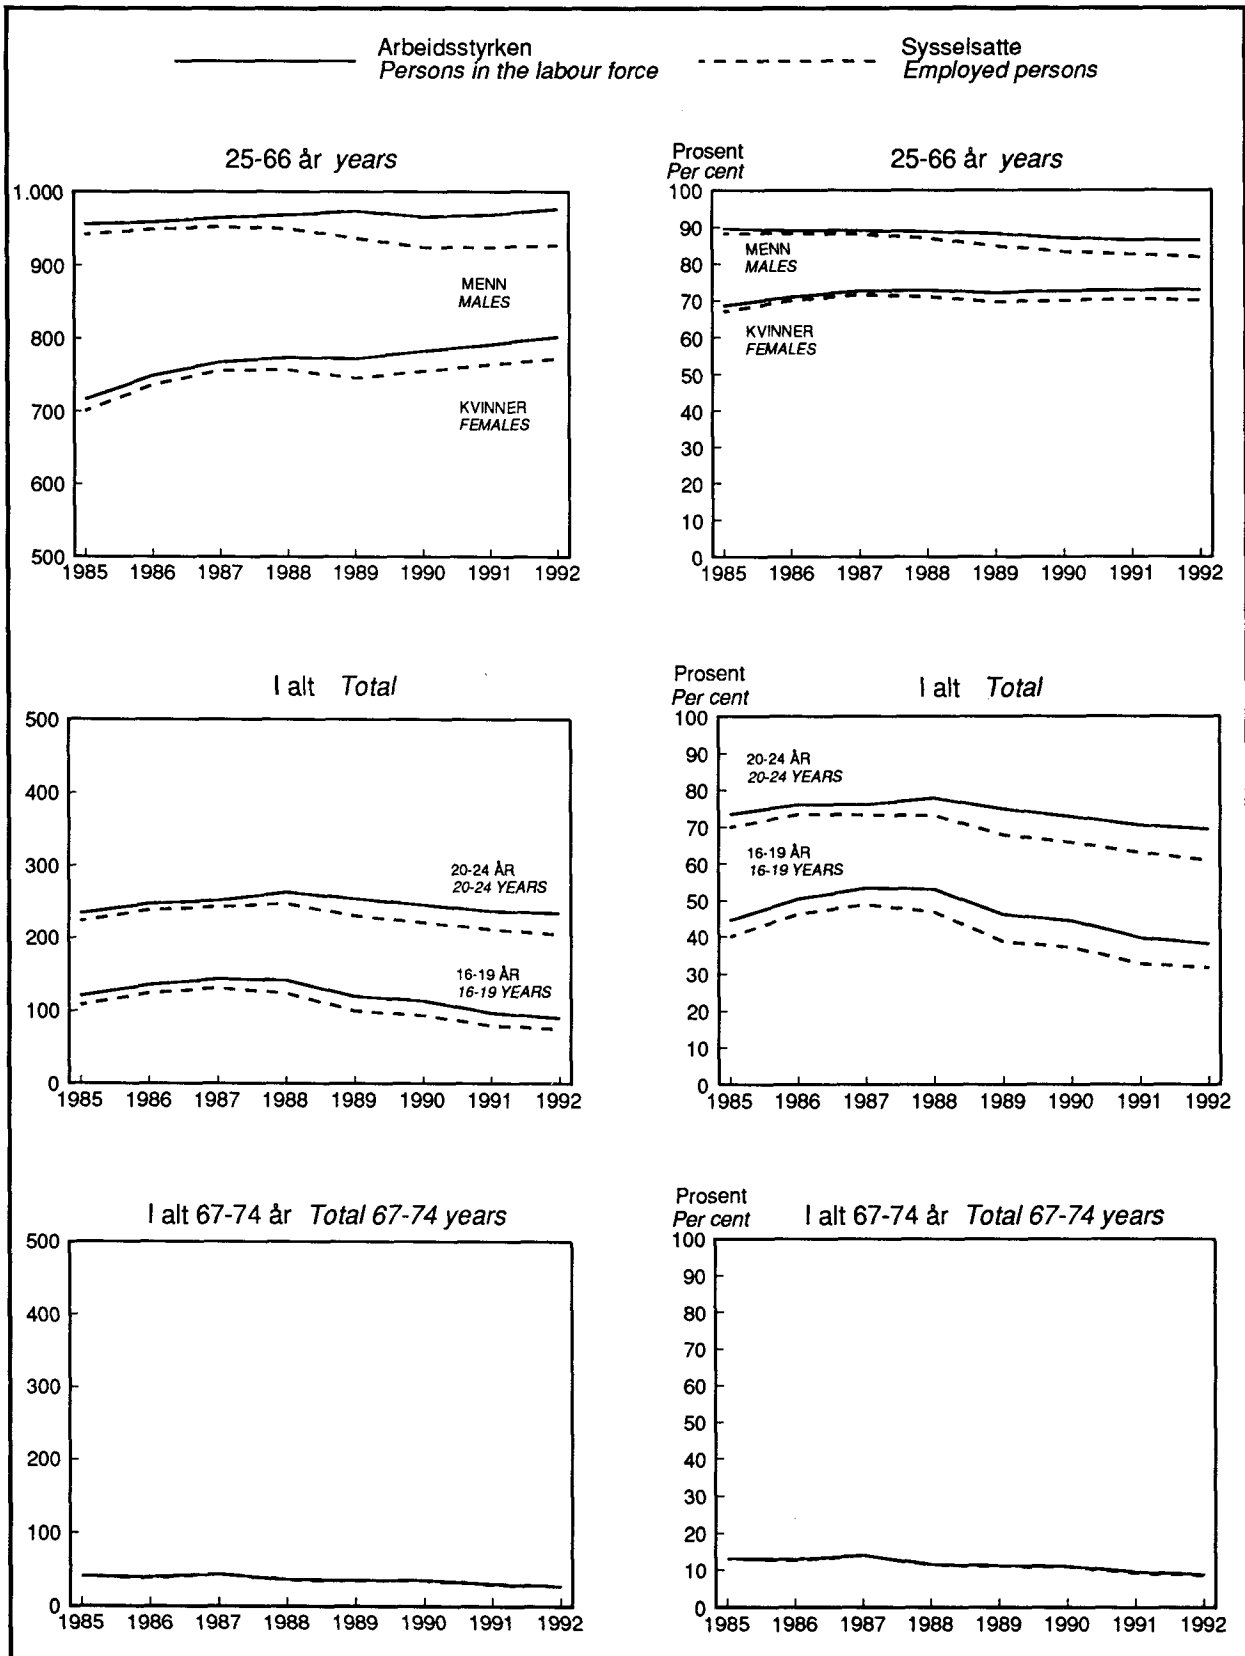 Arbeidsstyrken
Persons in the labour force
Sysselsatte
Employed persons
25-66 år years
1.000
900
800
700
600
500
MENN
MALES
KVINNER
FEMALES
1985 1986 1987 1988 1989 1990 1991 1992
Prosent
Per cent
25-66 år years
100
90
80
70
60
50
40
30
20
10
0
MENN
MALES
KVINNER
FEMALES
1985 1986 1987 1988 1989 1990 1991 1992
I alt Total
500
400
300
200
100
0
20-24 ÅR
20-24 YEARS
16-19 ÅR
16-19 YEARS
1985 1986 1987 1988 1989 1990 1991 1992
Prosent
Per cent
I alt Total
100
90
80
70
60
50
40
30
20
10
0
20-24 ÅR
20-24 YEARS
16-19 ÅR
16-19 YEARS
1985 1986 1987 1988 1989 1990 1991 1992
I alt 67-74 år Total 67-74 years
500
400
300
200
100
0
1985 1986 1987 1988 1989 1990 1991 1992
Prosent
Per cent
I alt 67-74 år Total 67-74 years
100
90
80
70
60
50
40
30
20
10
0
1985 1986 1987 1988 1989 1990 1991 1992